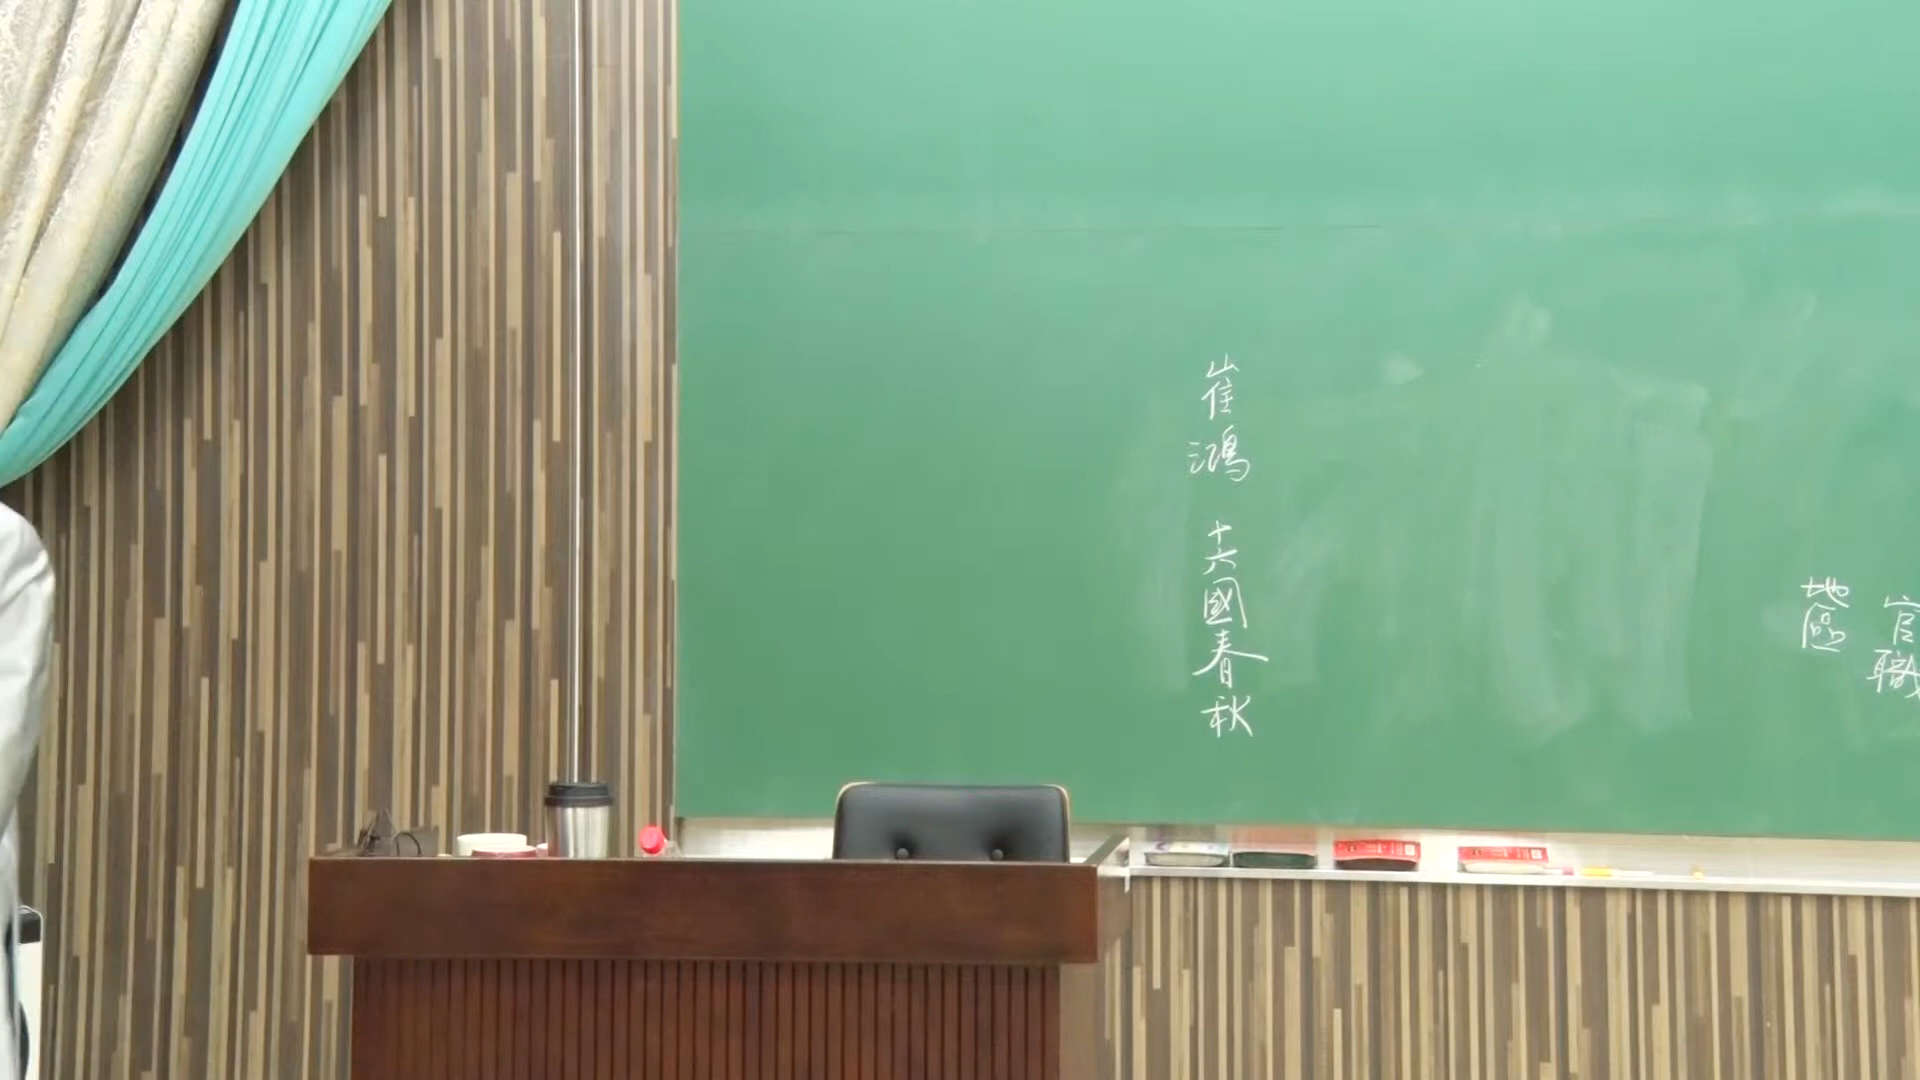 官職
地區
崔鴻 十六國春秋